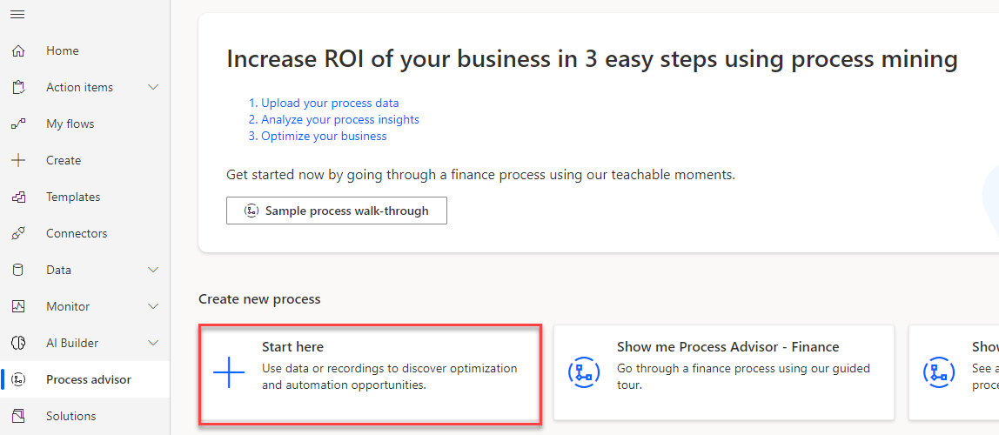 Home
Action items
My flows
Create
Templates
Connectors
Data
Monitor
AI Builder
Process advisor
Solutions
Increase ROI of your business in 3 easy steps using process mining
1. Upload your process data
2. Analyze your process insights
3. Optimize your business
Get started now by going through a finance process using our teachable moments.
Sample process walk-through
Create new process
Start here
Use data or recordings to discover optimization
and automation opportunities.
Show me Process Advisor - Finance
Go through a finance process using our guided
tour.
See a